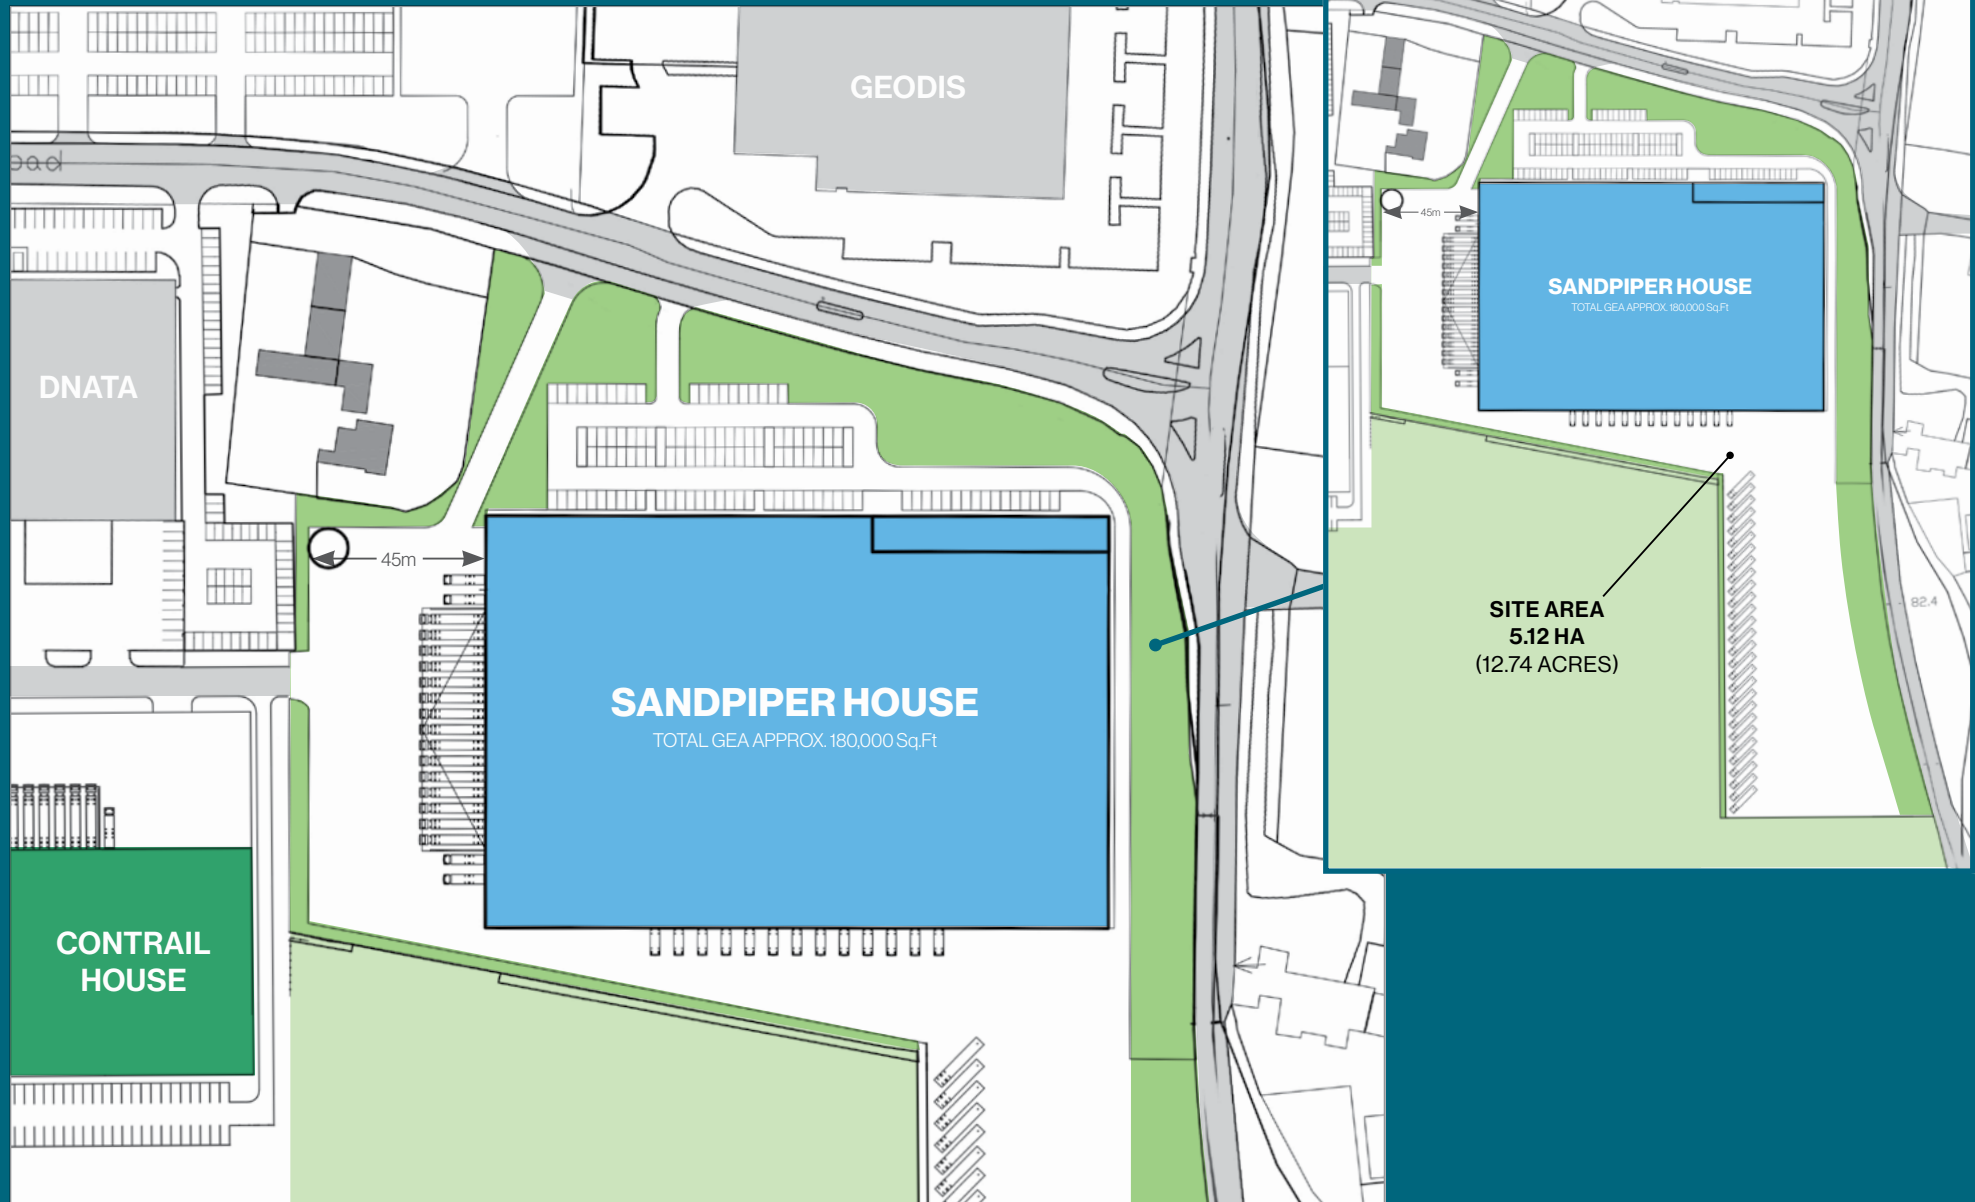 GEODIS
oad
DNATA
45m
SANDPIPER HOUSE
TOTAL GEA APPROX. 180,000 Sq.Ft
CONTRAIL
HOUSE
45m
SANDPIPER HOUSE
TOTAL GEA APPROX. 180,000 Sq.Ft
SITE AREA
5.12 HA
(12.74 ACRES)
82.4